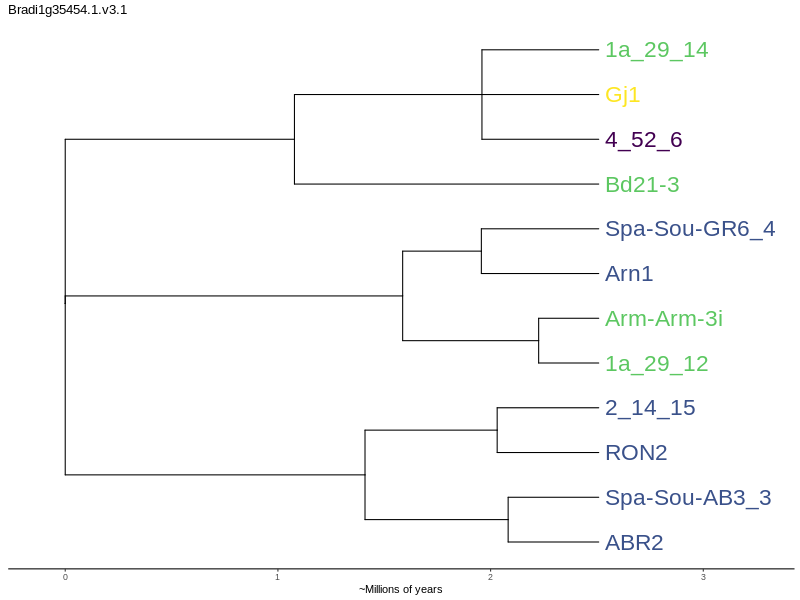 Bradi1g35454.1.v3.1
1a_29_14
Gj1
4_52_6
Bd21-3
Spa-Sou-GR6_4
Arn1
Arm-Arm-3i
1a_29_12
2_14_15
RON2
Spa-Sou-AB3_3
ABR2
0 1 2 3
~Millions of years